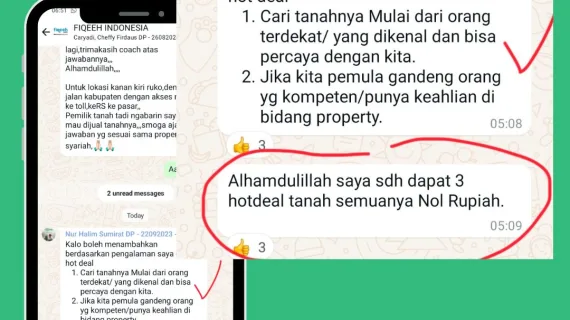 06:51
FIQEEH INDONESIA
Caryadi, Cheffy Firdaus DP - 2608202
lagi,trimakasih coach atas
jawabannya,,,
Alhamdulillah,,,,
Untuk lokasi kanan kiri ruko,den
jalan kabupaten dengan akses r
ke toll,keRS ke pasar,,
Pemilik tanah tadi ngabarin say
mau dijual tanahnya,,smoga aja
jawaban yg sesuai sama proper
syariah,🙏🏻🙏🏻
Aa
2 unread messages
Today
Nur Halim Sumirat DP - 22092023 -
Kalo boleh menambahkan
berdasarkan pengalaman saya
hot deal
1. Cari tanahnya Mulai dari orang
terdekat/ yang dikenal dan bisa
percaya dengan kita.
2. Jika kita pemula gandeng orang
yg kompeten/punya keahlian di
bidang property.
hot deal
1. Cari tanahnya Mulai dari orang
terdekat/ yang dikenal dan bisa
percaya dengan kita.
2. Jika kita pemula gandeng orang
yg kompeten/punya keahlian di
bidang property.
05:08
👍 3
Alhamdulillah saya sdh dapat 3
hotdeal tanah semuanya Nol Rupiah.
05:09
👍 3